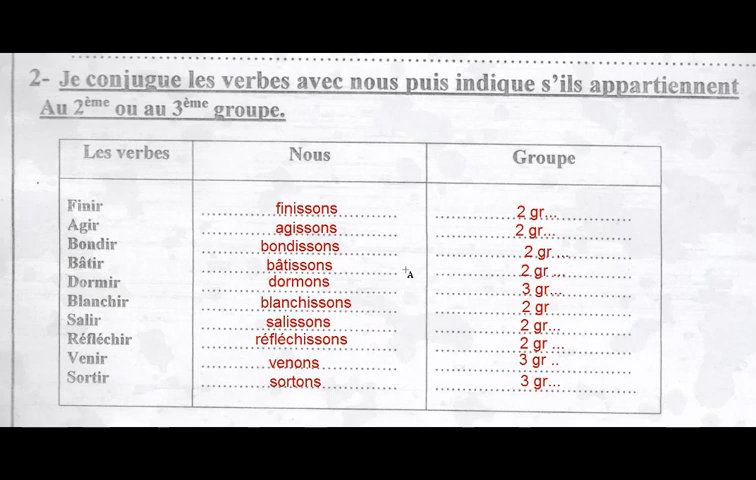 2- Je conjugue les verbes avec nous puis indique s'ils appartiennent
Au 2ème ou au 3ème groupe.
Les verbes Nous Groupe
Finir finissons 2 gr...
Agir agissons 2 gr...
Bondir bondissons 2 gr ...
Bâtir bâtissons 2 gr ...
Dormir dormons 3 gr...
Blanchir blanchissons 2 gr
Salir salissons 2 gr...
Réfléchir réfléchissons 2 gr ...
Venir venons 3 gr ..
Sortir sortons 3 gr...